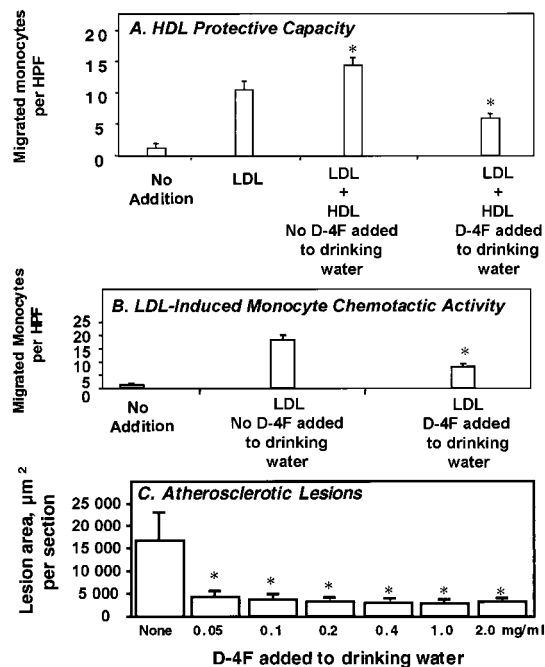 A. HDL Protective Capacity
Migrated monocytes
per HPF
20
15
10
5
0
*
*
No
Addition
LDL
LDL
+
HDL
No D-4F added
to drinking
water
LDL
+
HDL
D-4F added
to drinking
water
B. LDL-Induced Monocyte Chemotactic Activity
Migrated Monocytes
per HPF
25
20
15
10
5
0
*
No
Addition
LDL
No D-4F added
to drinking
water
LDL
D-4F added
to drinking
water
C. Atherosclerotic Lesions
Lesion area, µm²
per section
25 000
20 000
15 000
10 000
5 000
0
* * * * * *
None 0.05 0.1 0.2 0.4 1.0 2.0 mg/ml
D-4F added to drinking water